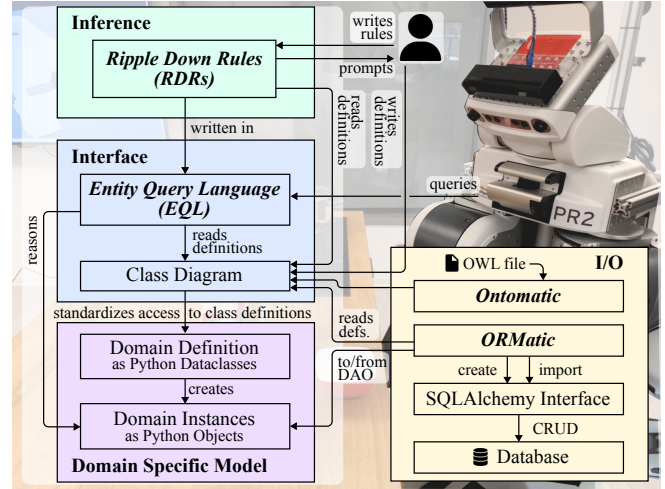 Inference
Ripple Down Rules
(RDRs)
writes
rules
prompts
written in
reads
definitions
writes
definitions
Interface
Entity Query Language
(EQL)
queries
PR2
reads
definitions
reasons
Class Diagram
I/O
OWL file
Ontomatic
standardizes access to class definitions
reads
defs.
ORMatic
Domain Definition
as Python Dataclasses
to/from
DAO
create
import
creates
SQLAlchemy Interface
Domain Instances
as Python Objects
CRUD
Database
Domain Specific Model